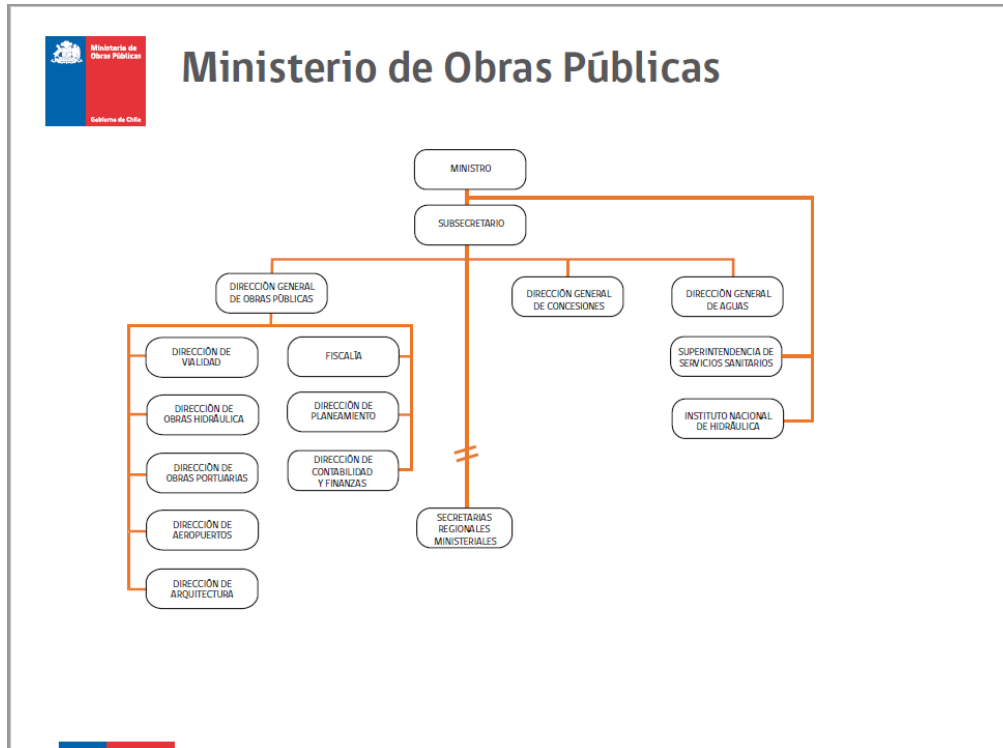 Ministerio de
Obras Públicas
Gobierno de Chile
Ministerio de Obras Públicas
MINISTRO
SUBSECRETARIO
DIRECCIÓN GENERAL
DE OBRAS PÚBLICAS
DIRECCIÓN GENERAL
DE CONCESIONES
DIRECCIÓN GENERAL
DE AGUAS
DIRECCIÓN DE
VIALIDAD
FISCALÍA
SUPERINTENDENCIA DE
SERVICIOS SANITARIOS
DIRECCIÓN DE
OBRAS HIDRÁULICA
DIRECCIÓN DE
PLANEAMIENTO
INSTITUTO NACIONAL
DE HIDRÁULICA
DIRECCIÓN DE
OBRAS PORTUARIAS
DIRECCIÓN DE
CONTABILIDAD
Y FINANZAS
DIRECCIÓN DE
AEROPUERTOS
SECRETARIAS
REGIONALES
MINISTERIALES
DIRECCIÓN DE
ARQUITECTURA